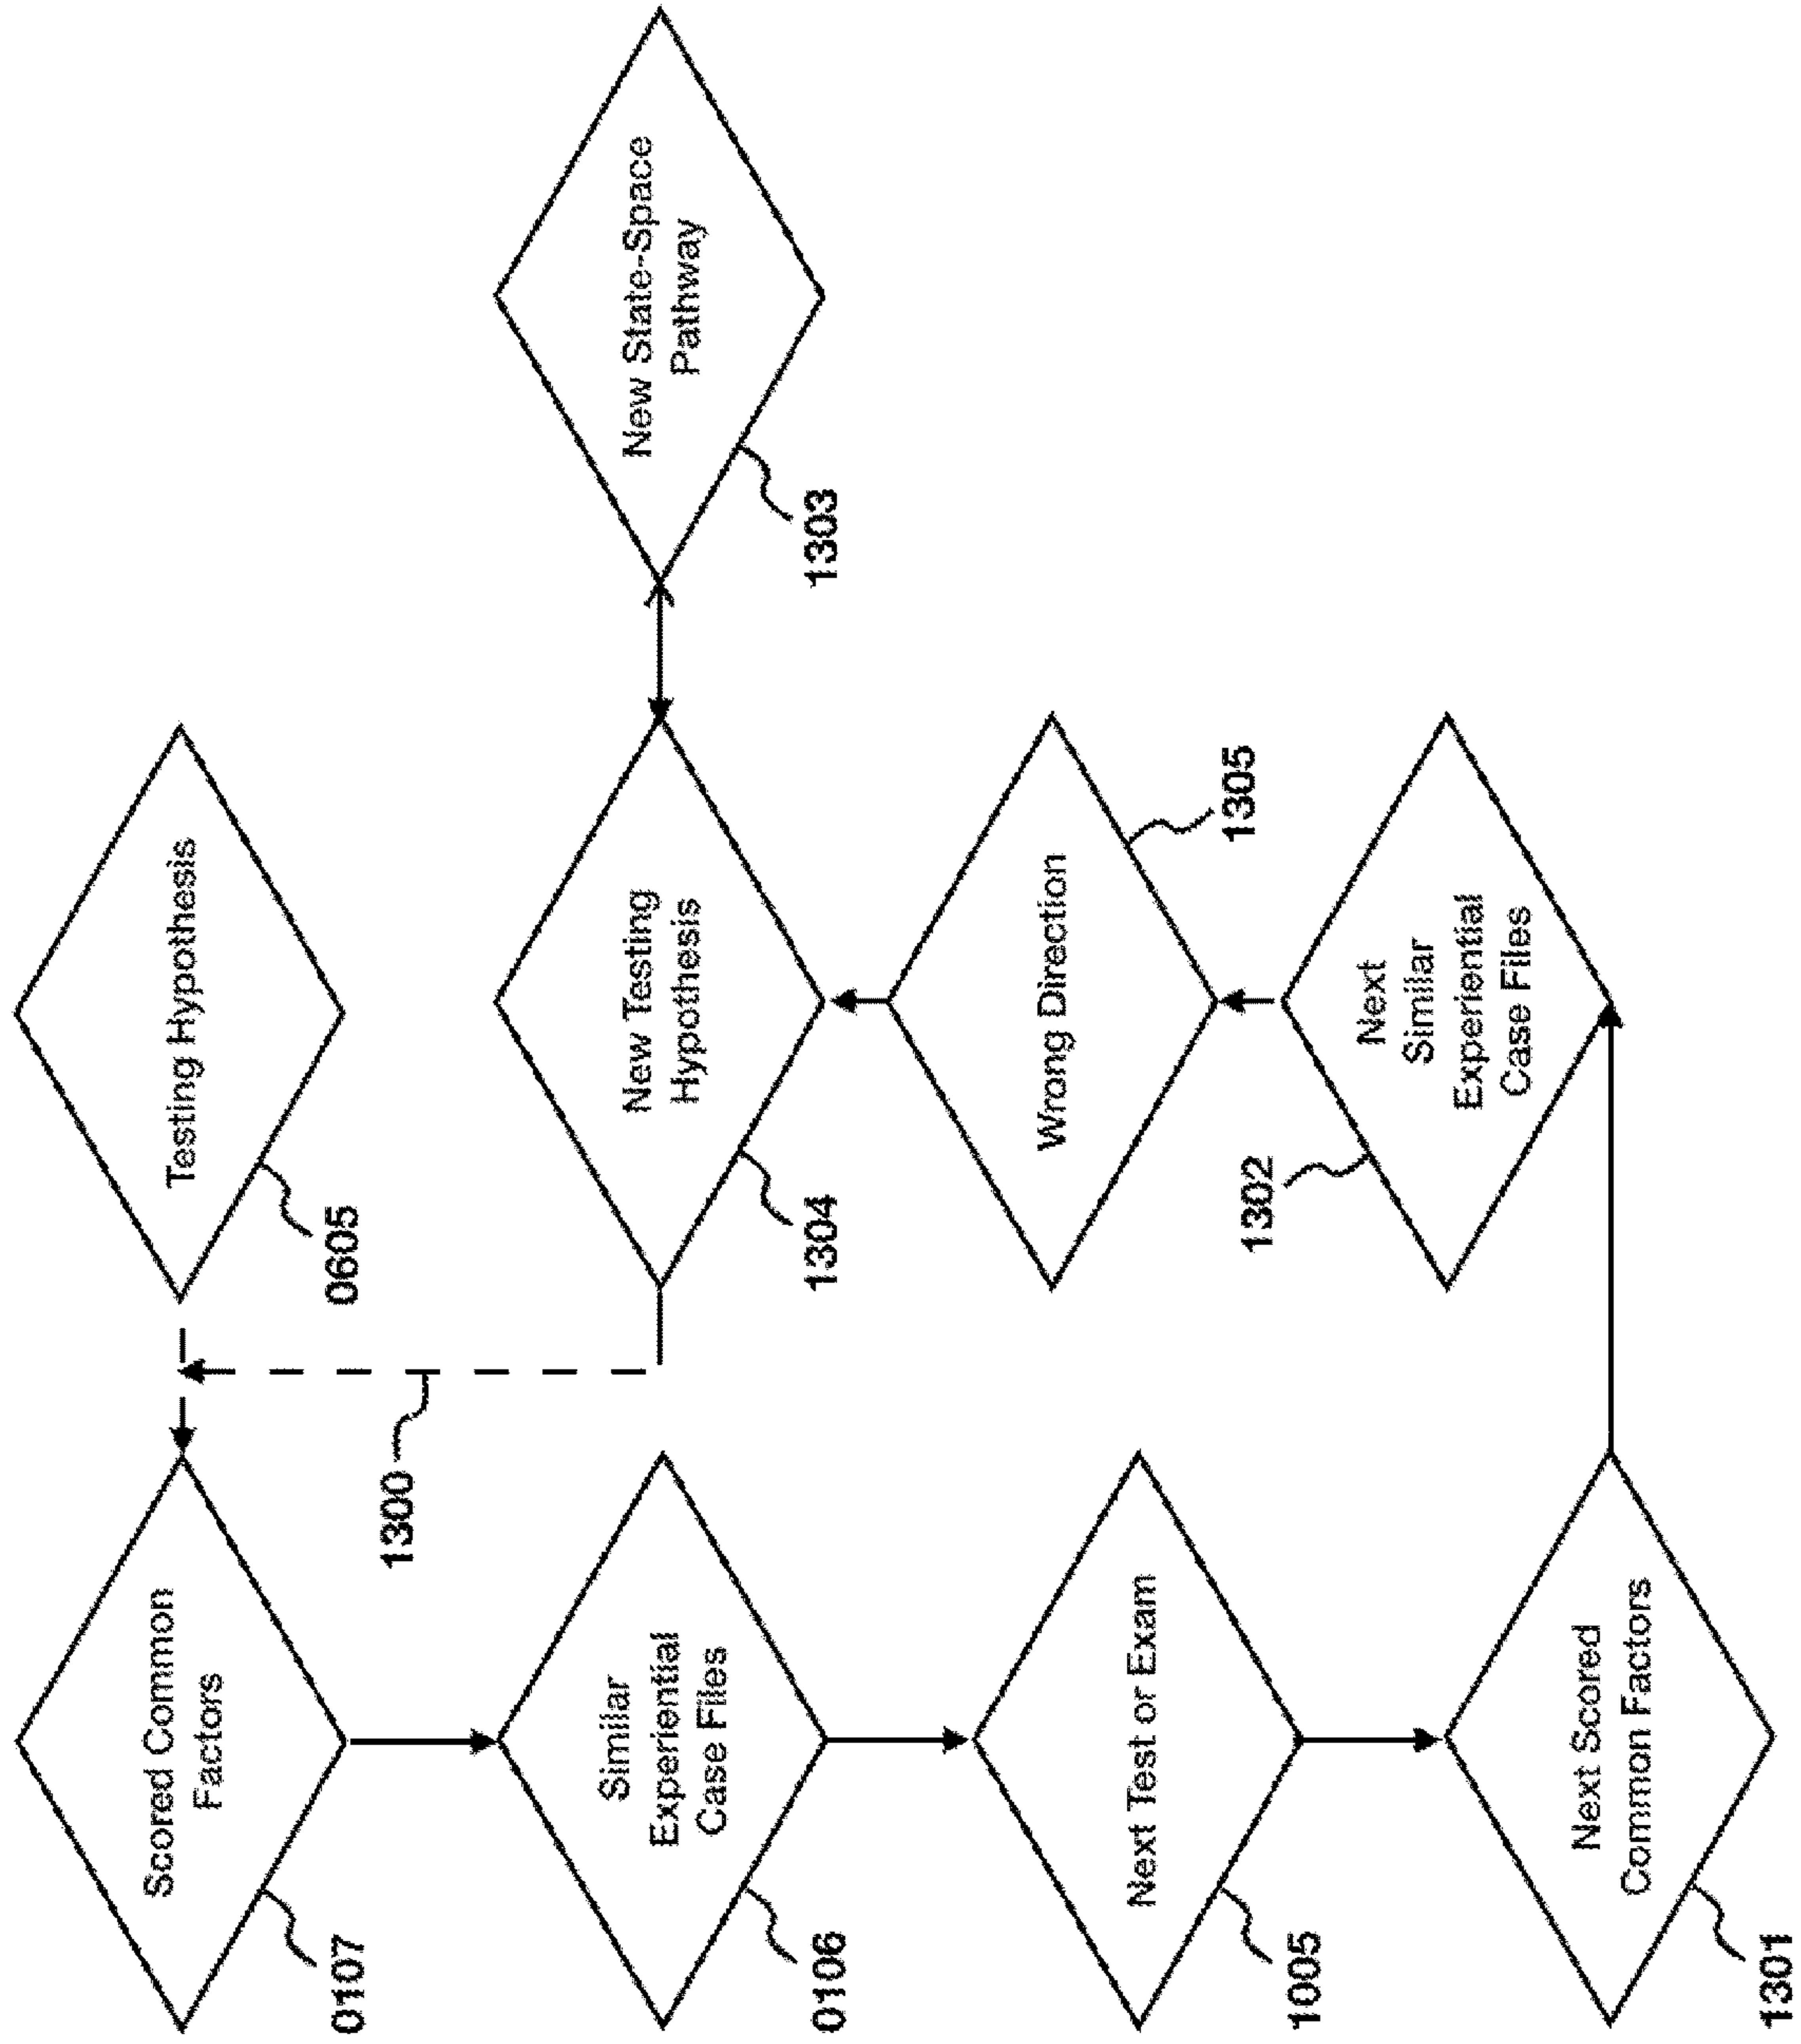 Scored Common
Factors
0107
Testing Hypothesis
0605
1300
Similar
Experiential
Case Files
0106
New Testing
Hypothesis
1304
New State-Space
Pathway
1303
Next Test or Exam
1005
Wrong Direction
1305
Next Scored
Common Factors
1301
Next
Similar
Experiential
Case Files
1302